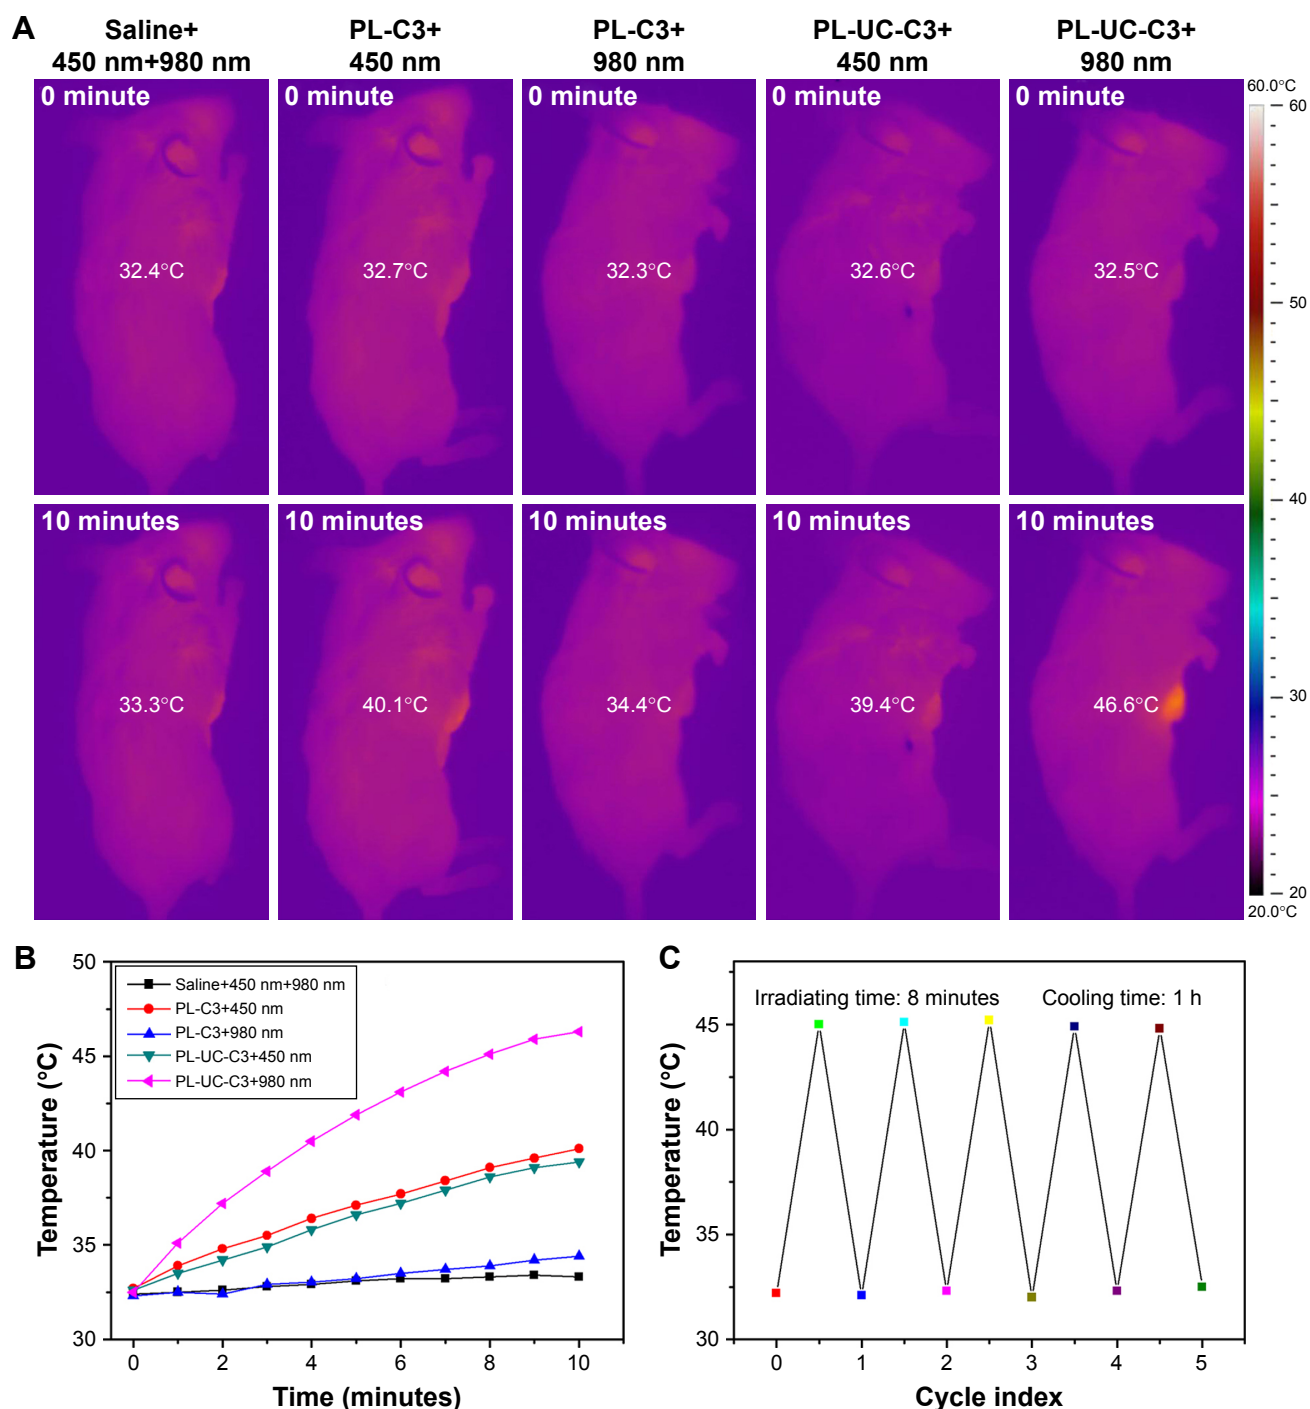 A
Saline+
450 nm+980 nm
PL-C3+
450 nm
PL-C3+
980 nm
PL-UC-C3+
450 nm
PL-UC-C3+
980 nm
0 minute
0 minute
0 minute
0 minute
0 minute
32.4°C
32.7°C
32.3°C
32.6°C
32.5°C
10 minutes
10 minutes
10 minutes
10 minutes
10 minutes
33.3°C
40.1°C
34.4°C
39.4°C
46.6°C
60.0°C
60
50
40
30
20
20.0°C
B
50
45
40
35
30
Temperature (°C)
Saline+450 nm+980 nm
PL-C3+450 nm
PL-C3+980 nm
PL-UC-C3+450 nm
PL-UC-C3+980 nm
0 2 4 6 8 10
Time (minutes)
C
Irradiating time: 8 minutes Cooling time: 1 h
45
40
35
30
Temperature (°C)
0 1 2 3 4 5
Cycle index